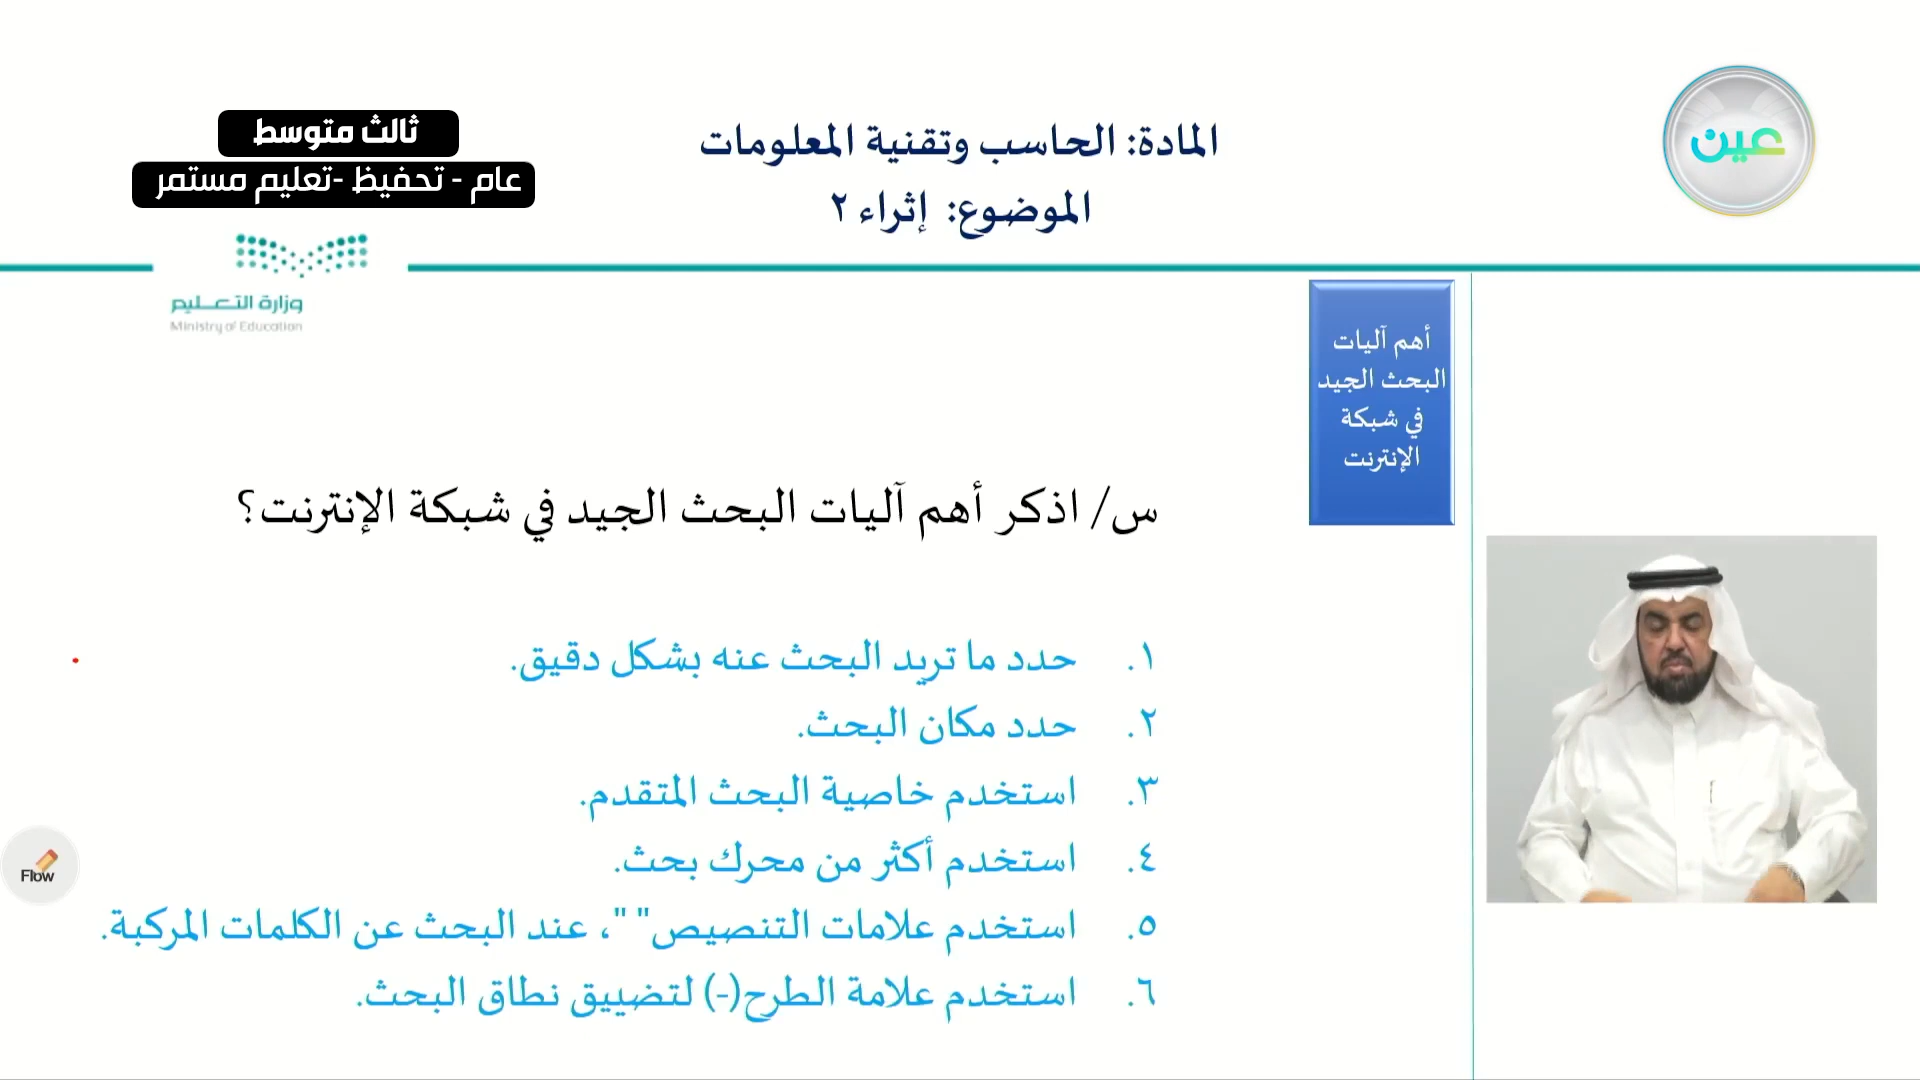 ثالث متوسط
عام - تحفيظ -تعليم مستمر
المادة: الحاسب وتقنية المعلومات
الموضوع: إثراء ٢
عين
وزارة التعليم
Ministry of Education
أهم آليات
البحث الجيد
في شبكة
الإنترنت
س/ اذكر أهم آليات البحث الجيد في شبكة الإنترنت؟
١. حدد ما تريد البحث عنه بشكل دقيق.
٢. حدد مكان البحث.
٣. استخدم خاصية البحث المتقدم.
٤. استخدم أكثر من محرك بحث.
٥. استخدم علامات التنصيص" "، عند البحث عن الكلمات المركبة.
٦. استخدم علامة الطرح(-) لتضييق نطاق البحث.
Flow